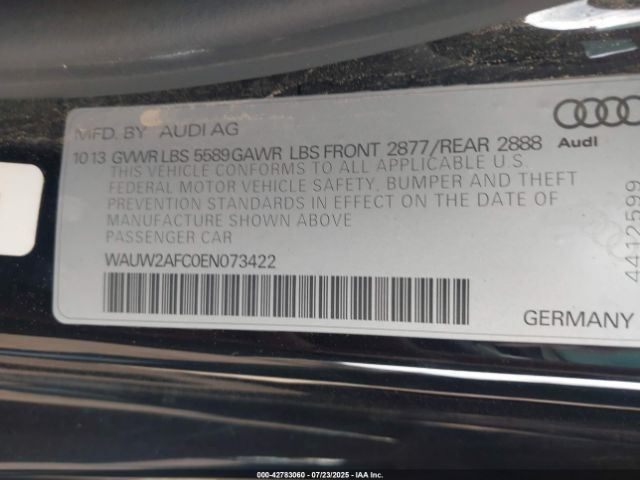 MFD. BY AUDI AG
10 13 GVWR LBS 5589 GAWR LBS FRONT 2877/REAR 2888
Audi
THIS VEHICLE CONFORMS TO ALL APPLICABLE U.S.
FEDERAL MOTOR VEHICLE SAFETY, BUMPER AND THEFT
PREVENTION STANDARDS IN EFFECT ON THE DATE OF
MANUFACTURE SHOWN ABOVE
PASSENGER CAR
WAUW2AFC0EN073422
4412599
GERMANY
000-42783060 - 07/23/2025 - IAA Inc.